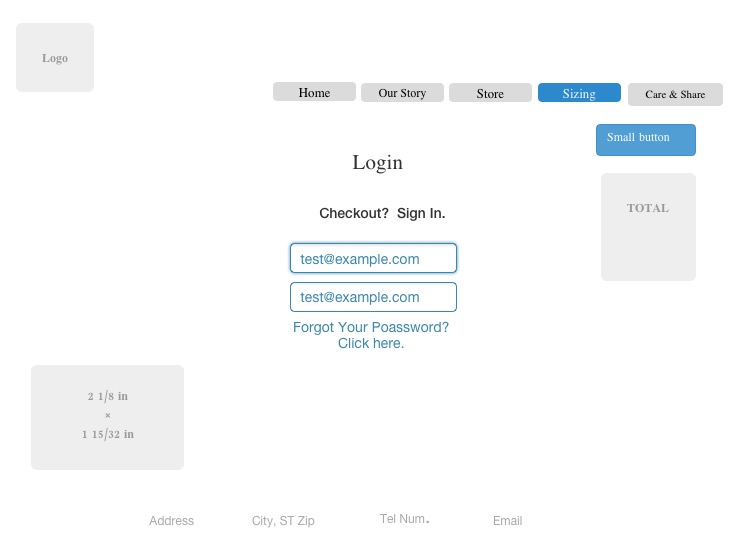 Logo
Home Our Story Store Sizing Care & Share
Small button
Login
TOTAL
Checkout?  Sign In.
test@example.com
test@example.com
Forgot Your Poassword?
Click here.
2 1/8 in
×
1 15/32 in
Address City, ST Zip Tel Num. Email